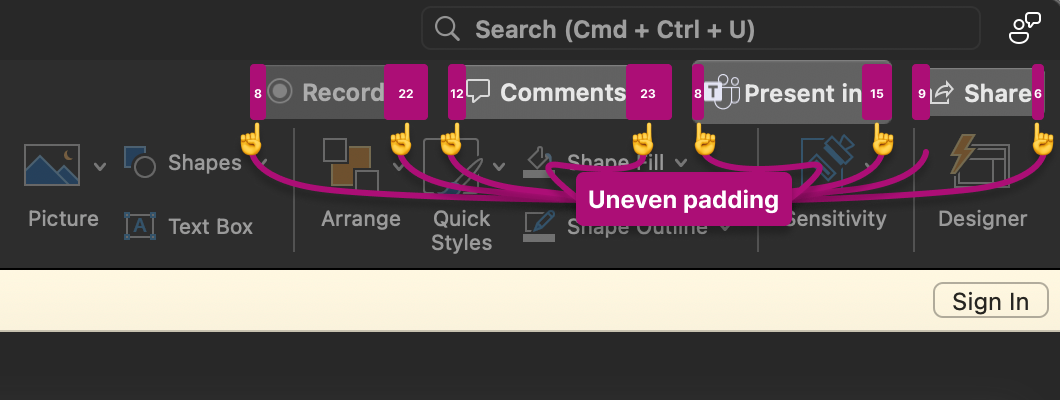 Search (Cmd + Ctrl + U)
8 Record 22
12 Comments 23
8 T Present in 15
9 Share 6
Shapes
Shape Fill
Uneven padding
Picture
A Text Box
Arrange
Quick
Styles
Shape Outline
Sensitivity
Designer
Sign In